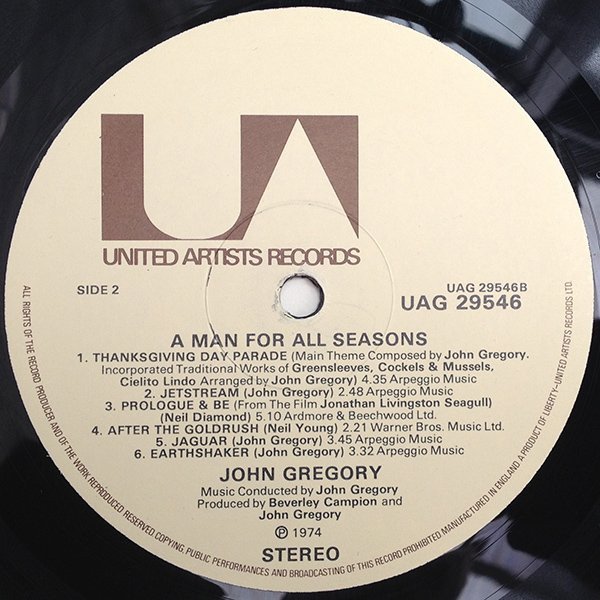 UA
UNITED ARTISTS RECORDS
SIDE 2
UAG 29546B
UAG 29546
A MAN FOR ALL SEASONS
1. THANKSGIVING DAY PARADE (Main Theme Composed by John Gregory.
Incorporated Traditional Works of Greensleeves, Cockels & Mussels,
Cielito Lindo Arranged by John Gregory) 4.35 Arpeggio Music
2. JETSTREAM (John Gregory) 2.48 Arpeggio Music
3. PROLOGUE & BE (From The Film Jonathan Livingston Seagull)
(Neil Diamond) 5.10 Ardmore & Beechwood Ltd.
4. AFTER THE GOLDRUSH (Neil Young) 2.21 Warner Bros. Music Ltd.
5. JAGUAR (John Gregory) 3.45 Arpeggio Music
6. EARTHSHAKER (John Gregory) 3.32 Arpeggio Music
JOHN GREGORY
Music Conducted by John Gregory
Produced by Beverley Campion and
John Gregory
℗ 1974
STEREO
ALL RIGHTS OF THE RECORD PRODUCER AND OF THE WORK REPRODUCED RESERVED. COPYING, PUBLIC PERFORMANCES AND BROADCASTING OF THIS RECORD PROHIBITED MANUFACTURED IN ENGLAND A PRODUCT OF LIBERTY-UNITED ARTISTS RECORDS LTD.